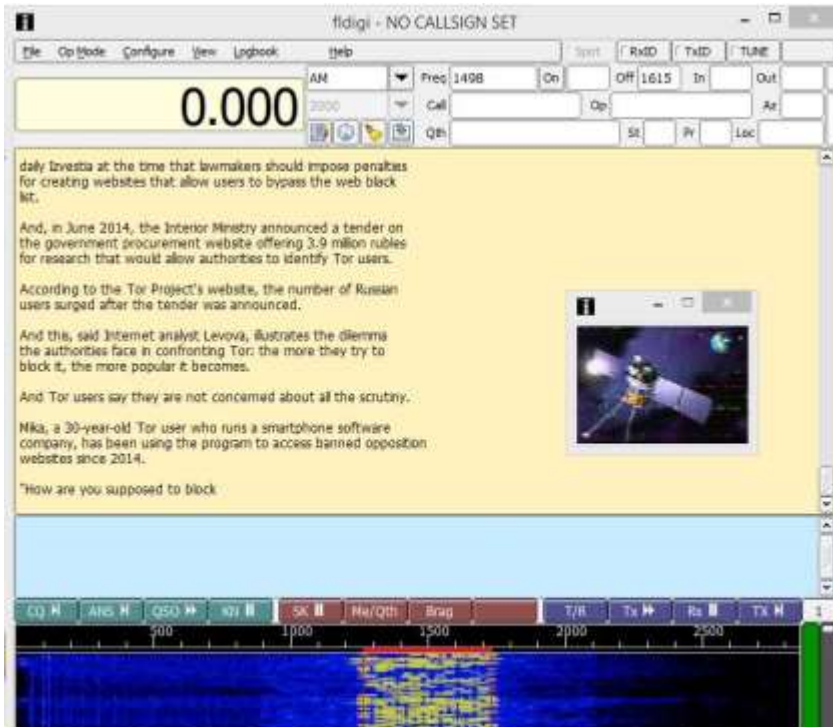 fldigi - NO CALLSIGN SET
File Op Mode Configure View Logbook Help Spot RxID TxID TUNE
0.000
AM Freq 1498 On Off 1615 In Out
3000 Call Op Az
Qth St Pr Loc
daily Izvestia at the time that lawmakers should impose penalties
for creating websites that allow users to bypass the web black
list.
And, in June 2014, the Interior Ministry announced a tender on
the government procurement website offering 3.9 million rubles
for research that would allow authorities to identify Tor users.
According to the Tor Project's website, the number of Russian
users surged after the tender was announced.
And this, said Internet analyst Levova, illustrates the dilemma
the authorities face in confronting Tor: the more they try to
block it, the more popular it becomes.
And Tor users say they are not concerned about all the scrutiny.
Mika, a 30-year-old Tor user who runs a smartphone software
company, has been using the program to access banned opposition
websites since 2014.
"How are you supposed to block
CQ ANS QSO KN SK Me/Qth Brag T/R Tx Rx TX 1
500 1000 1500 2000 2500